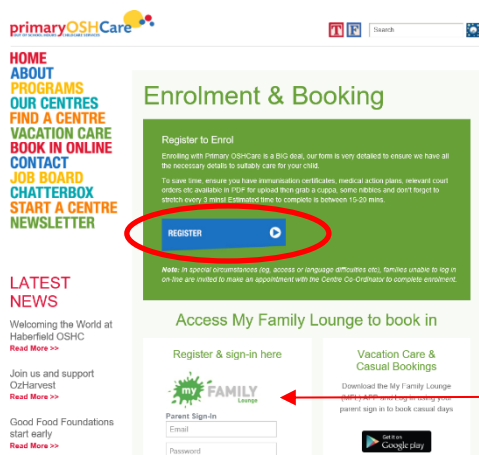 primaryOSHCare
OUT OF SCHOOL HOURS CHILDCARE SERVICES
T F Search
HOME
ABOUT
PROGRAMS
OUR CENTRES
FIND A CENTRE
VACATION CARE
BOOK IN ONLINE
CONTACT
JOB BOARD
CHATTERBOX
START A CENTRE
NEWSLETTER
LATEST
NEWS
Welcoming the World at
Haberfield OSHC
Read More >>
Join us and support
OzHarvest
Read More >>
Good Food Foundations
start early
Read More >>
Enrolment & Booking
Register to Enrol
Enrolling with Primary OSHCare is a BIG deal, our form is very detailed to ensure we have all
the necessary details to suitably care for your child.
To save time, ensure you have immunisation certificates, medical action plans, relevant court
orders etc available in PDF for upload then grab a cuppa, some nibbles and don't forget to
stretch every 3 mins! Estimated time to complete is between 15-20 mins.
REGISTER
Note: In special circumstances (eg, access or language difficulties etc), families unable to log in
on-line are invited to make an appointment with the Centre Co-Ordinator to complete enrolment.
Access My Family Lounge to book in
Register & sign-in here
my FAMILY
Lounge
Parent Sign-In
Email
Password
Vacation Care &
Casual Bookings
Download the My Family Lounge
(MFL) APP and Log in using your
parent sign in to book casual days
Get it on
Google play